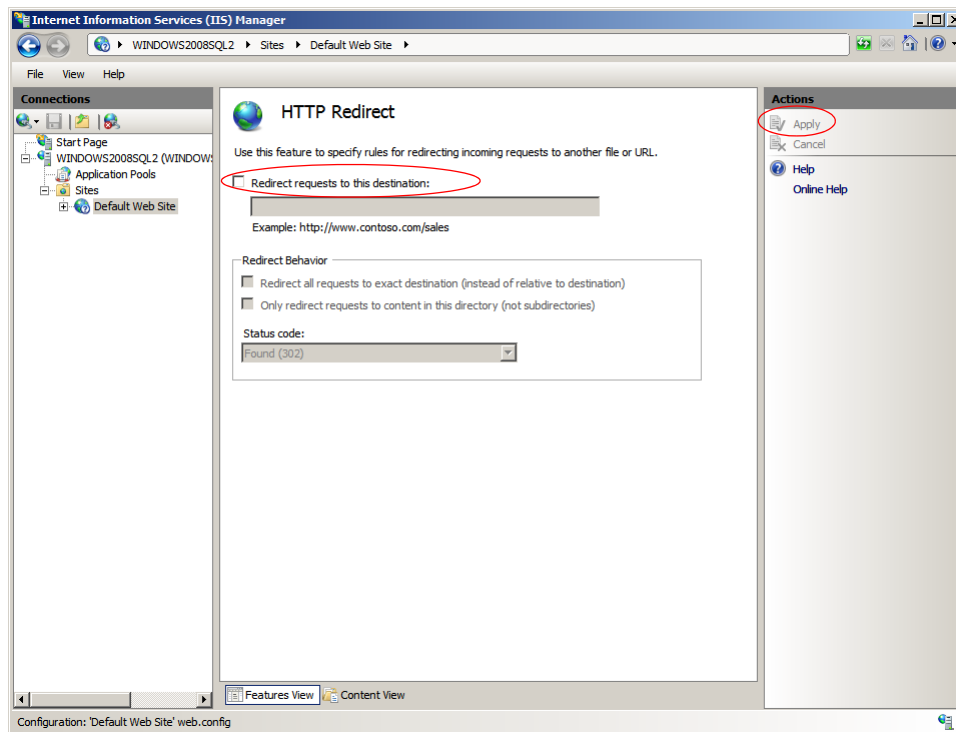 Internet Information Services (IIS) Manager
WINDOWS2008SQL2 Sites Default Web Site
File View Help
Connections
Start Page
WINDOWS2008SQL2 (WINDOW
Application Pools
Sites
Default Web Site
HTTP Redirect
Use this feature to specify rules for redirecting incoming requests to another file or URL.
Redirect requests to this destination:
Example: http://www.contoso.com/sales
Redirect Behavior
Redirect all requests to exact destination (instead of relative to destination)
Only redirect requests to content in this directory (not subdirectories)
Status code:
Found (302)
Features View Content View
Actions
Apply
Cancel
Help
Online Help
Configuration: 'Default Web Site' web.config